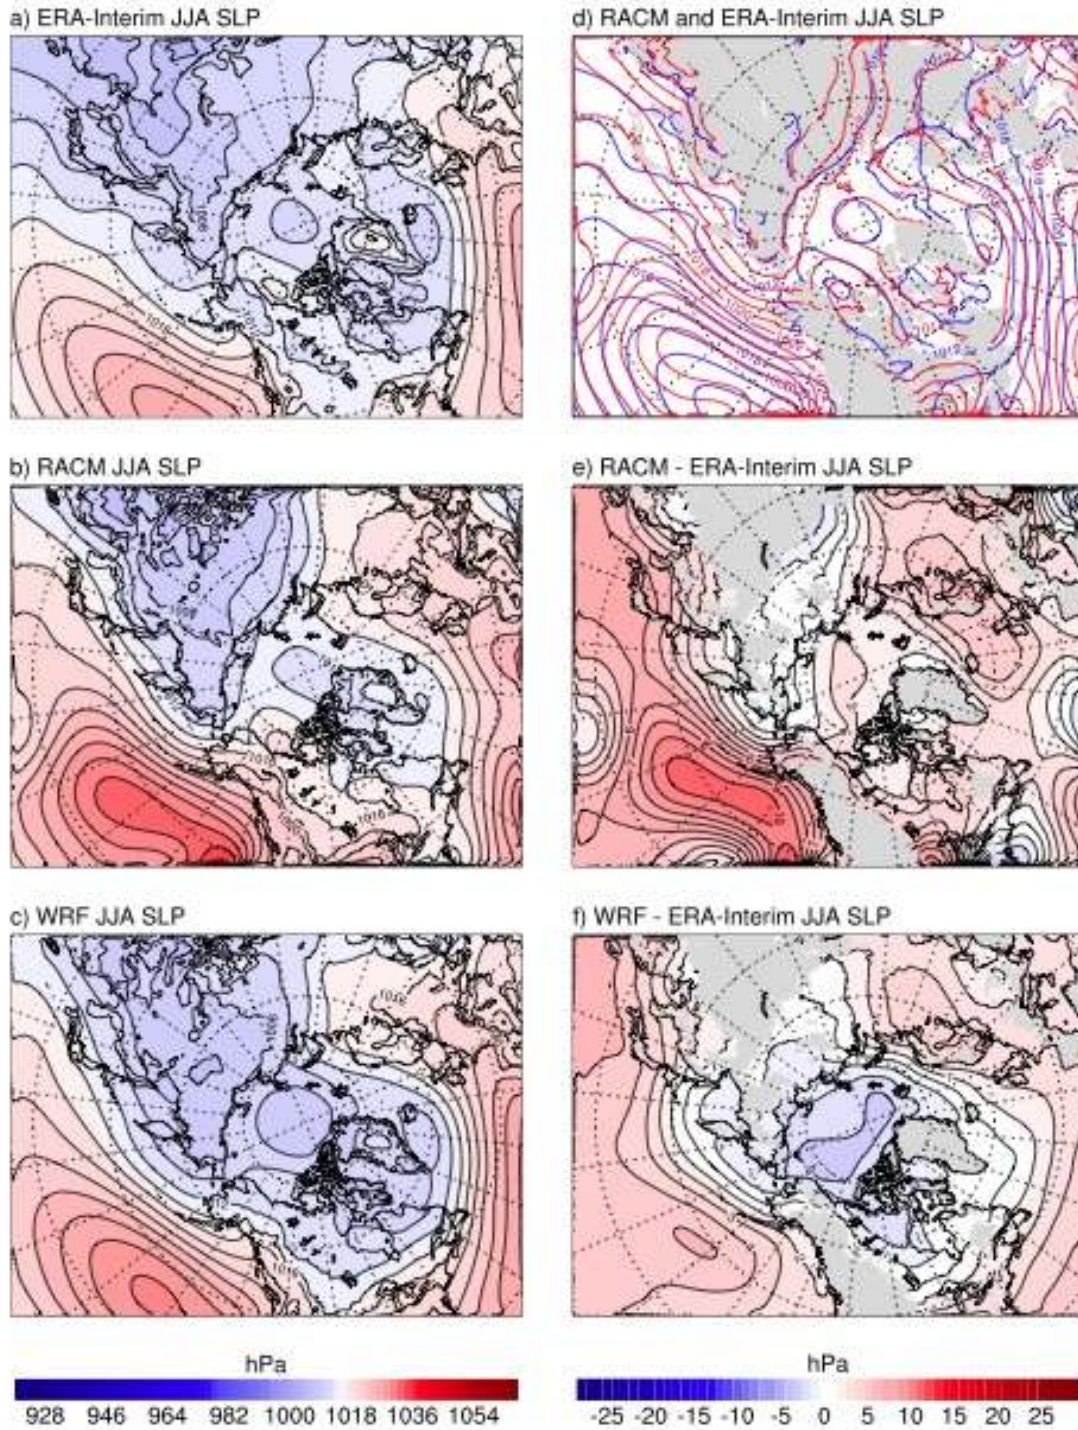 a) ERA-Interim JJA SLP
d) RACM and ERA-Interim JJA SLP
b) RACM JJA SLP
e) RACM - ERA-Interim JJA SLP
c) WRF JJA SLP
f) WRF - ERA-Interim JJA SLP
hPa
928 946 964 982 1000 1018 1036 1054
hPa
-25 -20 -15 -10 -5 0 5 10 15 20 25